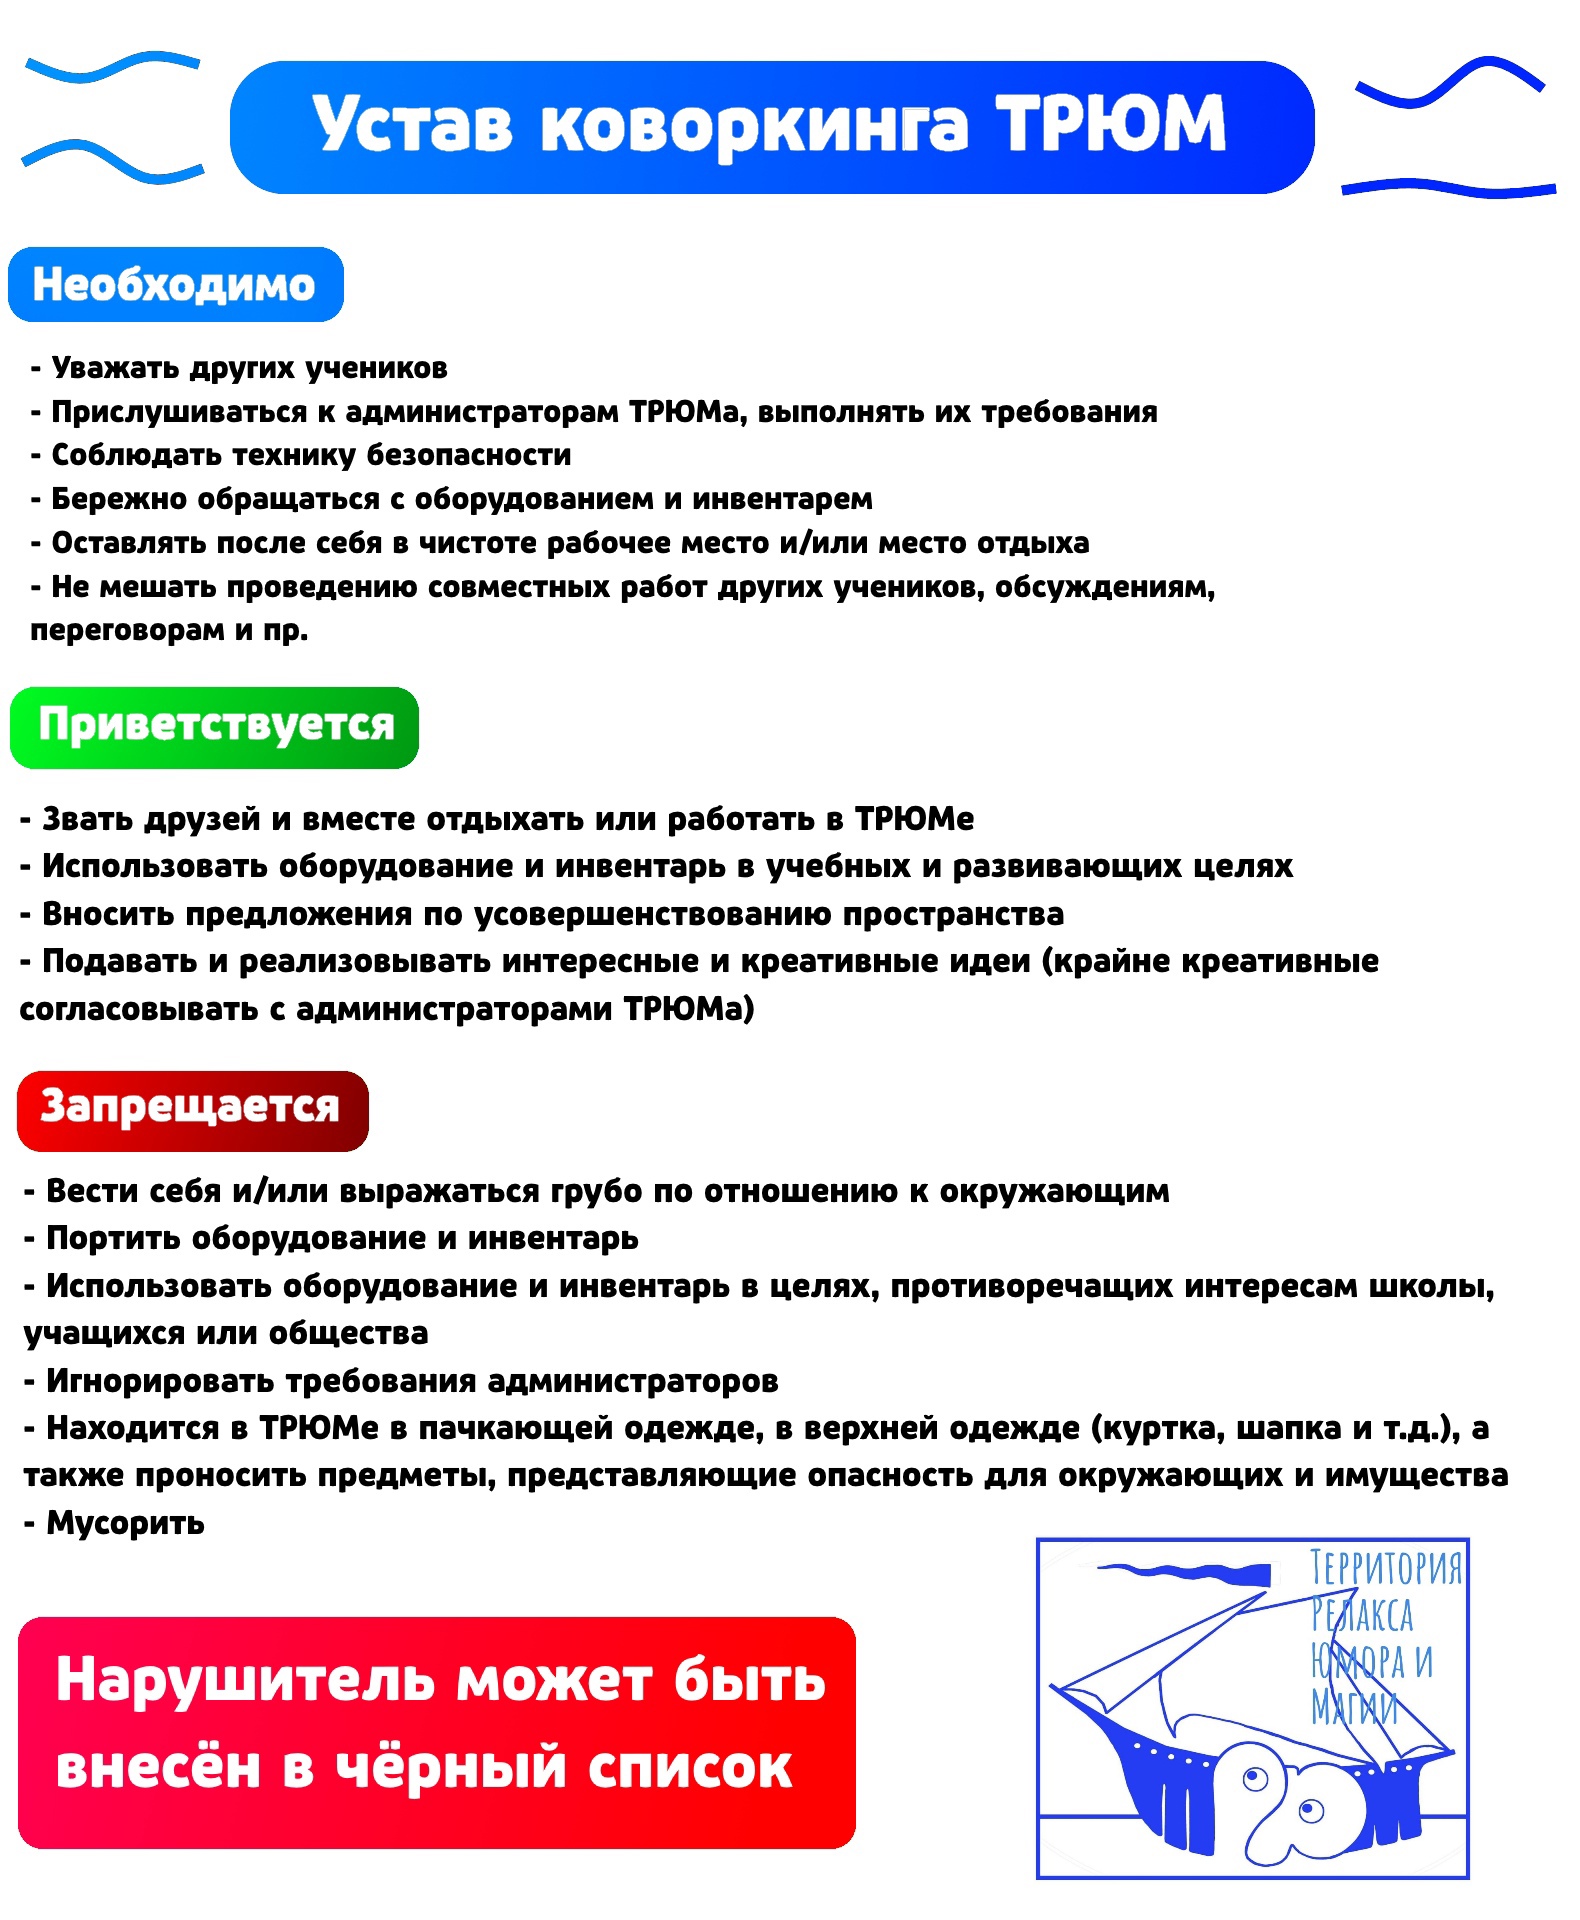 Устав коворкинга ТРЮМ
Необходимо
- Уважать других учеников
- Прислушиваться к администраторам ТРЮМа, выполнять их требования
- Соблюдать технику безопасности
- Бережно обращаться с оборудованием и инвентарем
- Оставлять после себя в чистоте рабочее место и/или место отдыха
- Не мешать проведению совместных работ других учеников, обсуждениям,
переговорам и пр.
Приветствуется
- Звать друзей и вместе отдыхать или работать в ТРЮМе
- Использовать оборудование и инвентарь в учебных и развивающих целях
- Вносить предложения по усовершенствованию пространства
- Подавать и реализовывать интересные и креативные идеи (крайне креативные
согласовывать с администраторами ТРЮМа)
Запрещается
- Вести себя и/или выражаться грубо по отношению к окружающим
- Портить оборудование и инвентарь
- Использовать оборудование и инвентарь в целях, противоречащих интересам школы,
учащихся или общества
- Игнорировать требования администраторов
- Находится в ТРЮМе в пачкающей одежде, в верхней одежде (куртка, шапка и т.д.), а
также проносить предметы, представляющие опасность для окружающих и имущества
- Мусорить
Нарушитель может быть
внесён в чёрный список
Территория
Релакса
Юмора и
Магии